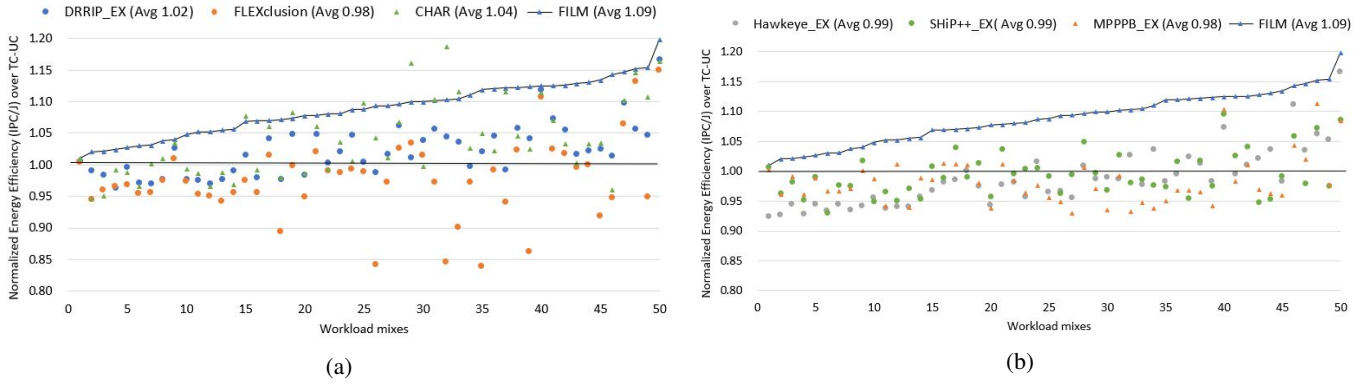 DRRIP_EX (Avg 1.02) FLEXclusion (Avg 0.98) CHAR (Avg 1.04) FILM (Avg 1.09)
Normalized Energy Efficiency (IPC/J) over TC-UC
1.20
1.15
1.10
1.05
1.00
0.95
0.90
0.85
0.80
0 5 10 15 20 25 30 35 40 45 50
Workload mixes
(a)
Hawkeye_EX (Avg 0.99) SHiP++_EX( Avg 0.99) MPPPB_EX (Avg 0.98) FILM (Avg 1.09)
Normalized Energy Efficiency (IPC/J) over TC-UC
1.20
1.15
1.10
1.05
1.00
0.95
0.90
0.85
0.80
0 5 10 15 20 25 30 35 40 45 50
Workload mixes
(b)